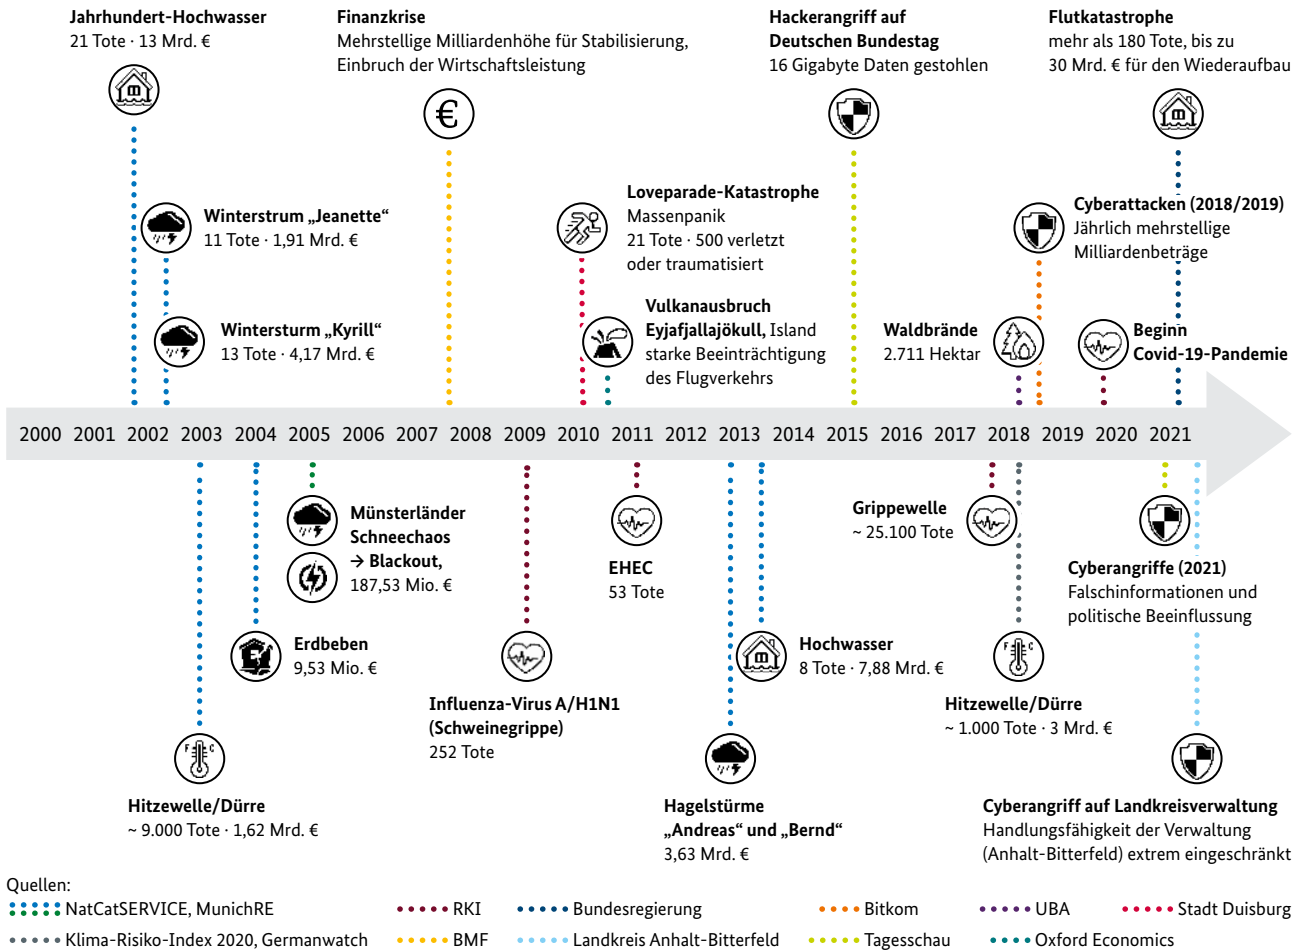 Jahrhundert-Hochwasser
21 Tote · 13 Mrd. €
Finanzkrise
Mehrstellige Milliardenhöhe für Stabilisierung,
Einbruch der Wirtschaftsleistung
€
Hackerangriff auf
Deutschen Bundestag
16 Gigabyte Daten gestohlen
Flutkatastrophe
mehr als 180 Tote, bis zu
30 Mrd. € für den Wiederaufbau
Winterstrum „Jeanette“
11 Tote · 1,91 Mrd. €
Loveparade-Katastrophe
Massenpanik
21 Tote · 500 verletzt
oder traumatisiert
Cyberattacken (2018/2019)
Jährlich mehrstellige
Milliardenbeträge
Wintersturm „Kyrill“
13 Tote · 4,17 Mrd. €
Vulkanausbruch
Eyjafjallajökull, Island
starke Beeinträchtigung
des Flugverkehrs
Waldbrände
2.711 Hektar
Beginn
Covid-19-Pandemie
2000 2001 2002 2003 2004 2005 2006 2007 2008 2009 2010 2011 2012 2013 2014 2015 2016 2017 2018 2019 2020 2021
Münsterländer
Schneechaos
→ Blackout,
187,53 Mio. €
EHEC
53 Tote
Grippewelle
~ 25.100 Tote
Cyberangriffe (2021)
Falschinformationen und
politische Beeinflussung
Erdbeben
9,53 Mio. €
Influenza-Virus A/H1N1
(Schweinegrippe)
252 Tote
Hochwasser
8 Tote · 7,88 Mrd. €
F C
Hitzewelle/Dürre
~ 1.000 Tote · 3 Mrd. €
F C
Hitzewelle/Dürre
~ 9.000 Tote · 1,62 Mrd. €
Hagelstürme
„Andreas“ und „Bernd“
3,63 Mrd. €
Cyberangriff auf Landkreisverwaltung
Handlungsfähigkeit der Verwaltung
(Anhalt-Bitterfeld) extrem eingeschränkt
Quellen:
NatCatSERVICE, MunichRE
RKI
Bundesregierung
Bitkom
UBA
Stadt Duisburg
Klima-Risiko-Index 2020, Germanwatch
BMF
Landkreis Anhalt-Bitterfeld
Tagesschau
Oxford Economics